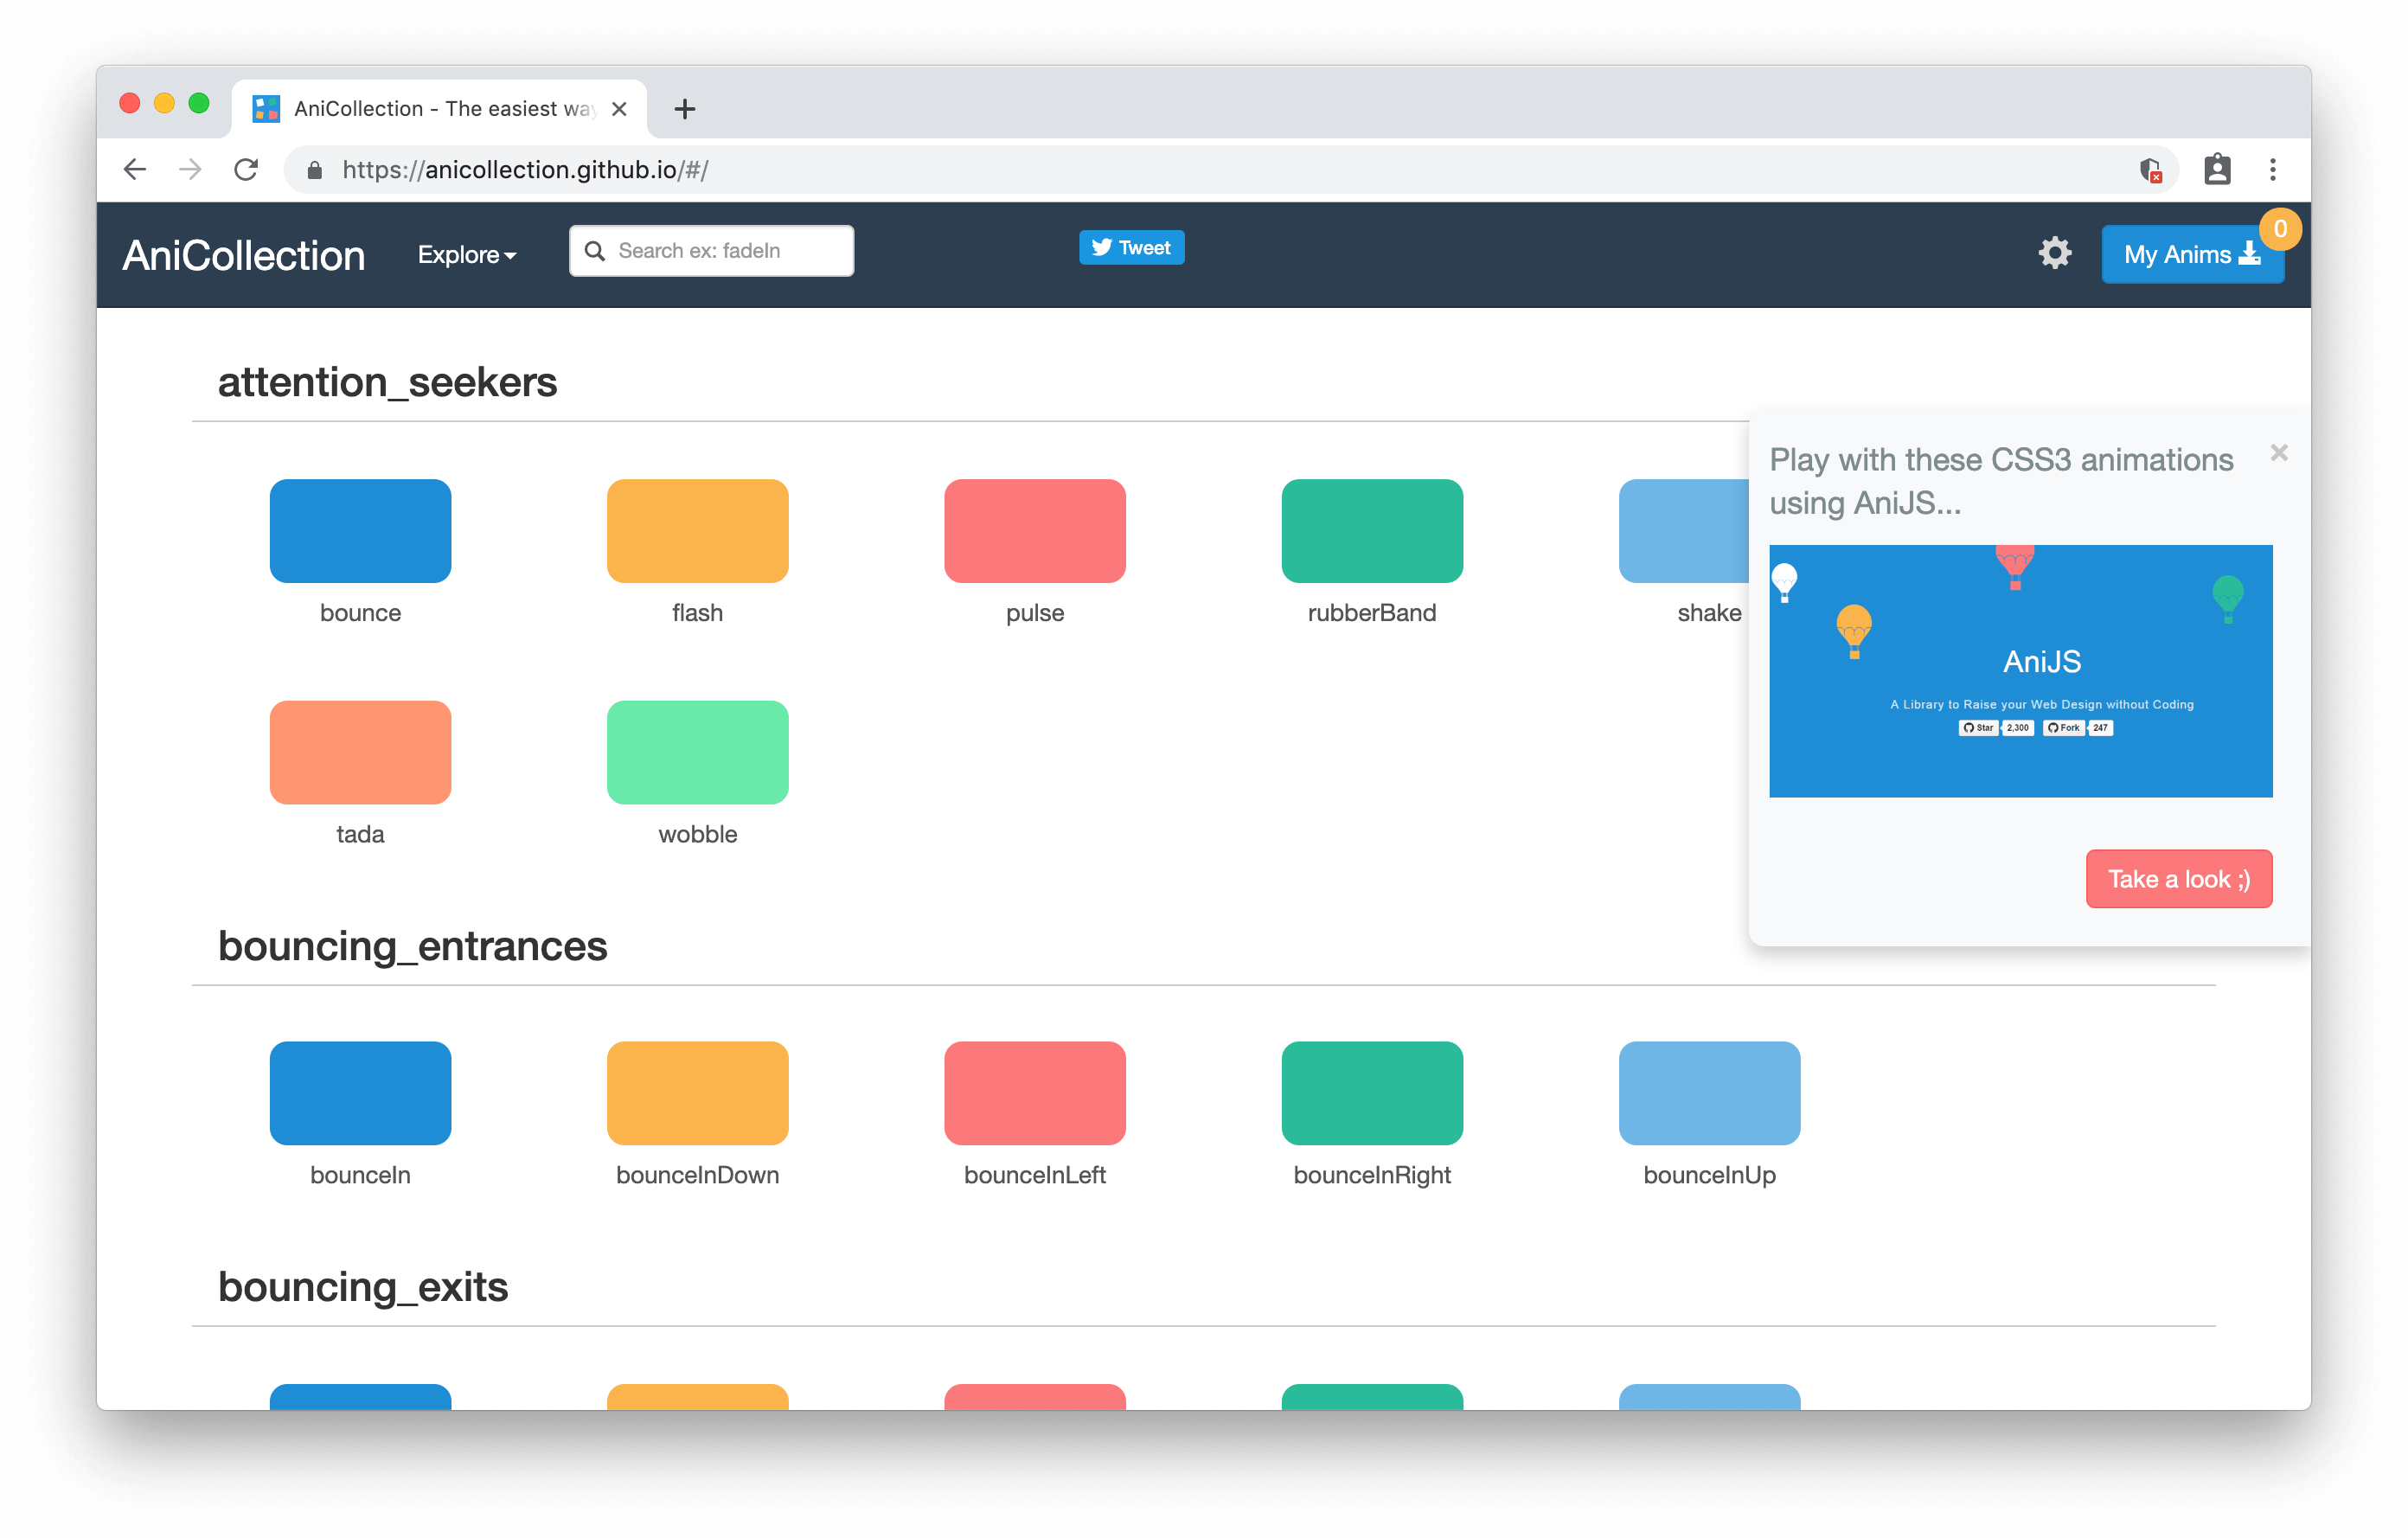 AniCollection - The easiest way
https://anicollection.github.io/#/
AniCollection
Explore
Search ex: fadeIn
Tweet
My Anims
0
attention_seekers
bounce
flash
pulse
rubberBand
shake
tada
wobble
Play with these CSS3 animations
using AniJS...
AniJS
A Library to Raise your Web Design without Coding
Star 2,300 Fork 247
Take a look ;)
bouncing_entrances
bounceIn
bounceInDown
bounceInLeft
bounceInRight
bounceInUp
bouncing_exits